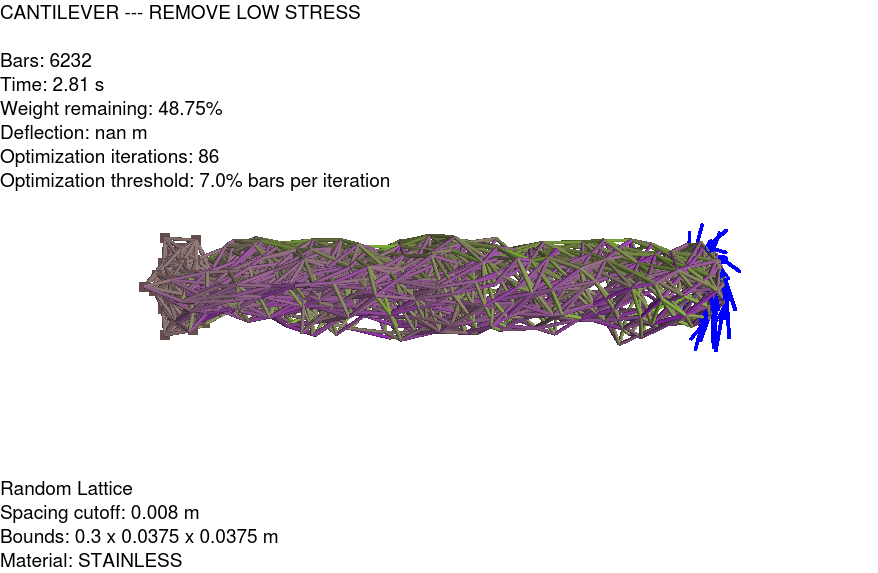 CANTILEVER --- REMOVE LOW STRESS
Bars: 6232
Time: 2.81 s
Weight remaining: 48.75%
Deflection: nan m
Optimization iterations: 86
Optimization threshold: 7.0% bars per iteration
Random Lattice
Spacing cutoff: 0.008 m
Bounds: 0.3 x 0.0375 x 0.0375 m
Material: STAINLESS